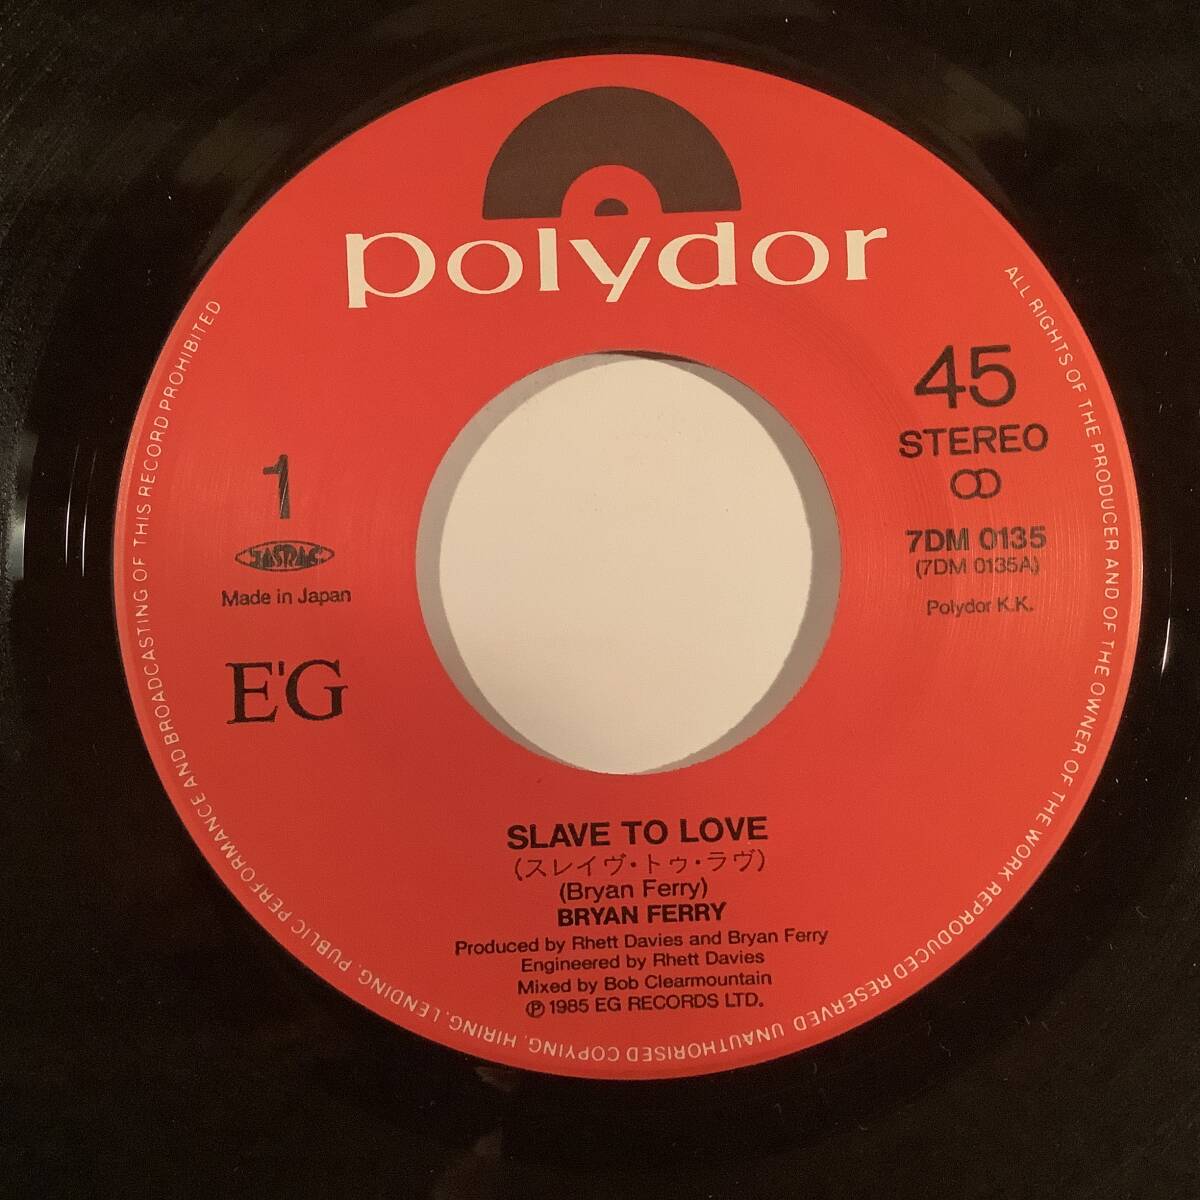 polydor
45
STEREO
7DM 0135
(7DM 0135A)
Polydor K.K.
1
JASRAC
Made in Japan
E'G
SLAVE TO LOVE
(スレイヴ・トゥ・ラヴ)
(Bryan Ferry)
BRYAN FERRY
Produced by Rhett Davies and Bryan Ferry
Engineered by Rhett Davies
Mixed by Bob Clearmountain
Ⓟ 1985 EG RECORDS LTD.
ALL RIGHTS OF THE PRODUCER AND OF THE OWNER OF THE WORK REPRODUCED RESERVED UNAUTHORISED COPYING, HIRING, LENDING, PUBLIC PERFORMANCE AND BROADCASTING OF THIS RECORD PROHIBITED